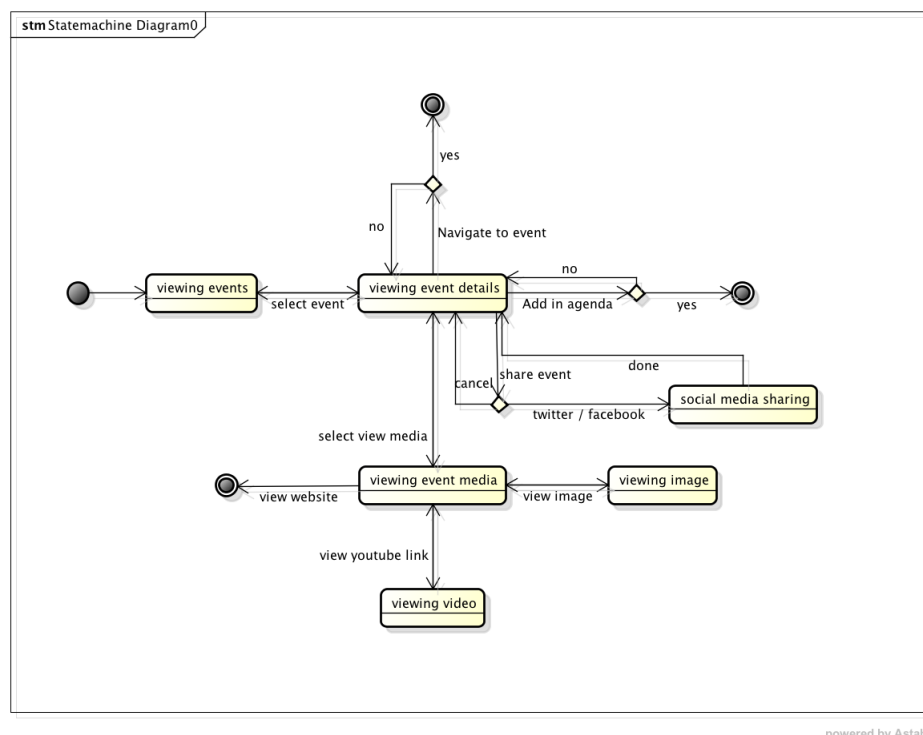 stm Statemachine Diagram0
yes
no
Navigate to event
viewing events
select event
viewing event details
no
Add in agenda
yes
cancel
share event
done
twitter / facebook
social media sharing
select view media
view website
viewing event media
view image
viewing image
view youtube link
viewing video
powered by